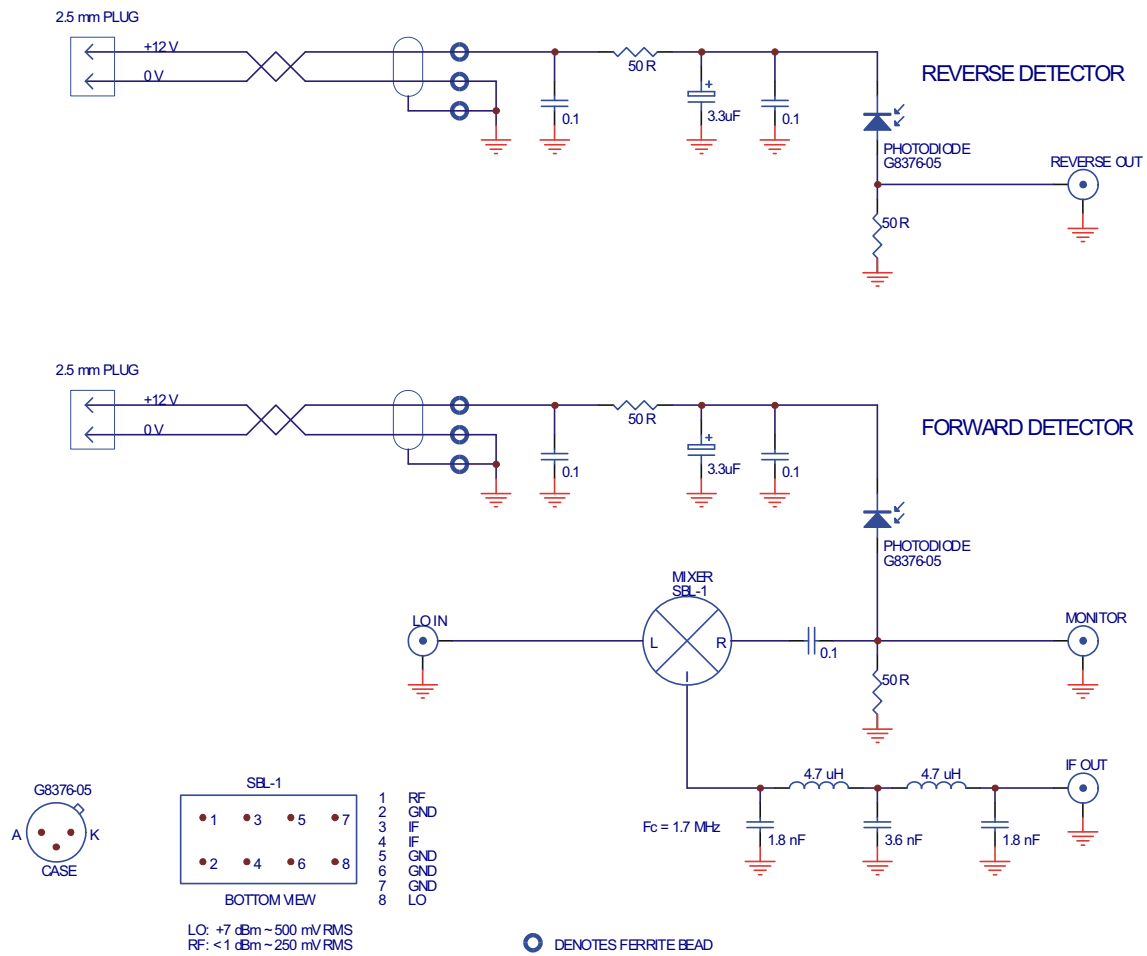 2.5 mm PLUG
+12 V
0 V
50 R
0.1
+
3.3uF
0.1
REVERSE DETECTOR
PHOTODIODE
G8376-05
REVERSE OUT
50 R
2.5 mm PLUG
+12 V
0 V
50 R
0.1
+
3.3uF
0.1
FORWARD DETECTOR
PHOTODIODE
G8376-05
MIXER
SBL-1
LO IN
L
R
I
0.1
MONITOR
50 R
4.7 uH
4.7 uH
IF OUT
Fc = 1.7 MHz
1.8 nF
3.6 nF
1.8 nF
G8376-05
A
K
CASE
SBL-1
1 3 5 7
2 4 6 8
BOTTOM VIEW
1 RF
2 GND
3 IF
4 IF
5 GND
6 GND
7 GND
8 LO
LO: +7 dBm ~ 500 mV RMS
RF: < 1 dBm ~ 250 mV RMS
DENOTES FERRITE BEAD